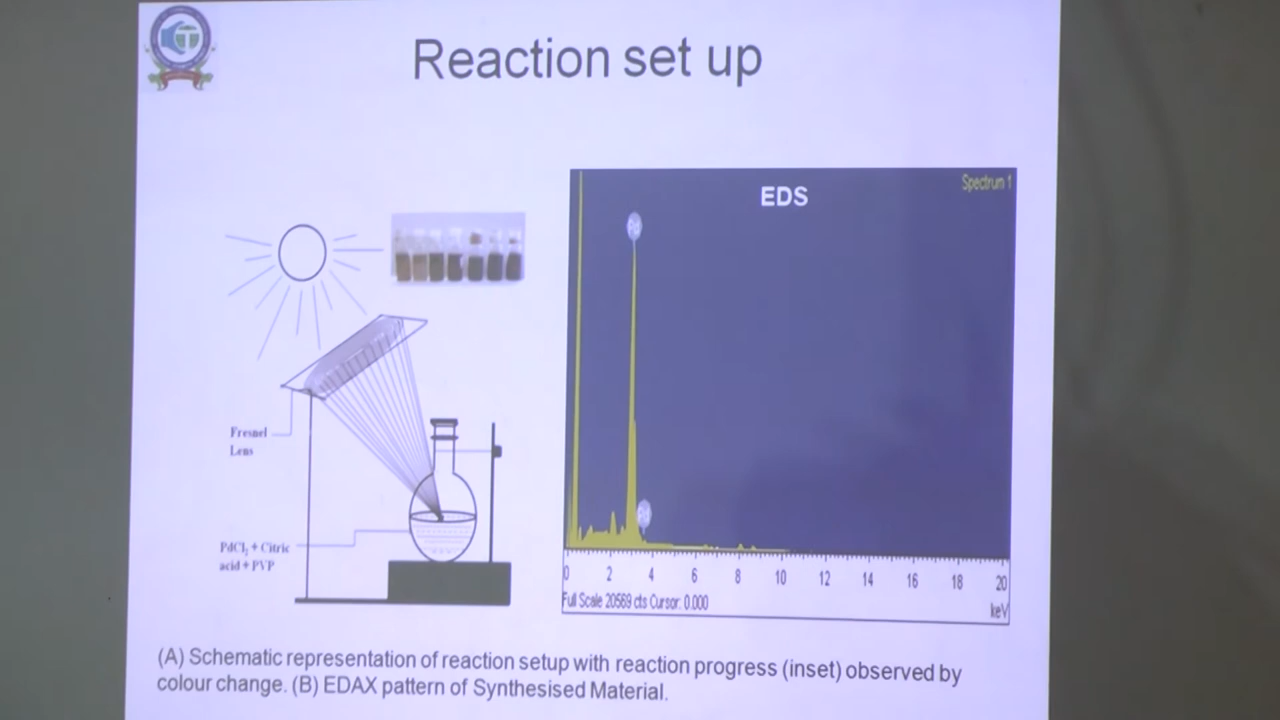 Reaction set up
EDS
Spectrum 1
Fresnel
Lens
PdCl₂ + Citric
acid + PVP
Pd
Pd
0 2 4 6 8 10 12 14 16 18 20
Full Scale 20569 cts Cursor: 0.000
keV
(A) Schematic representation of reaction setup with reaction progress (inset) observed by
colour change. (B) EDAX pattern of Synthesised Material.